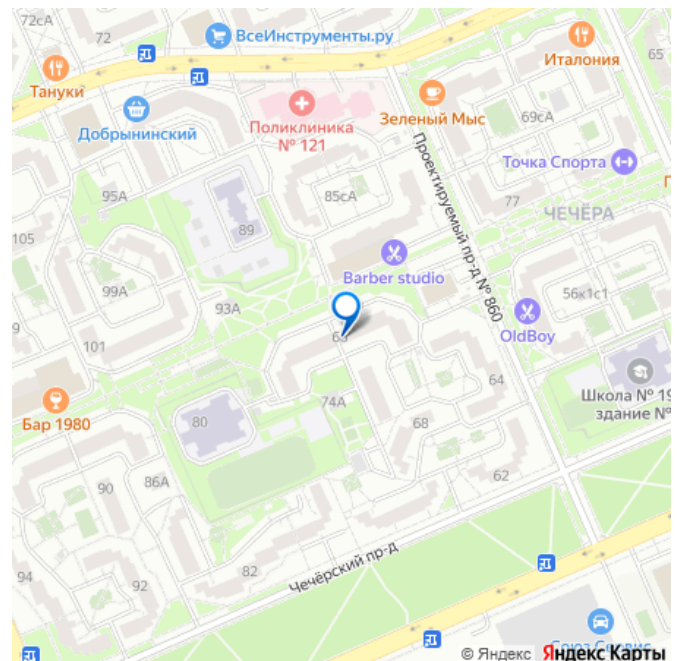 72сА
72
ВсеИнструменты.ру
Италония
65
Тануки
Добрынинский
Поликлиника
№ 121
Зеленый Мыс
69сА
Точка Спорта
95А
85сА
77
ЧЕЧЁРА
89
105
Проектируемый пр-д № 860
Barber studio
99А
93А
56к1с1
OldBoy
101
64
Школа № 19
здание №
Бар 1980
74А
80
68
90
86А
62
94
92
82
Чечёрский пр-д
© Яндекс Яндекс Карты